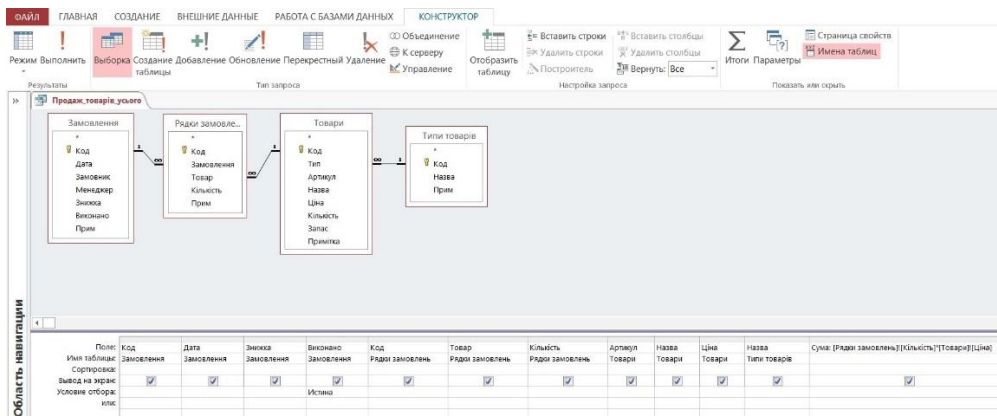 ФАЙЛ ГЛАВНАЯ СОЗДАНИЕ ВНЕШНИЕ ДАННЫЕ РАБОТА С БАЗАМИ ДАННЫХ КОНСТРУКТОР
Режим Выполнить Выборка Создание таблицы Добавление Обновление Перекрестный Удаление
Объединение
К серверу
Управление
Отобразить таблицу
Вставить строки
Удалить строки
Построитель
Вставить столбцы
Удалить столбцы
Вернуть: Все
Итоги Параметры
Страница свойств
Имена таблиц
Результаты Тип запроса Настройка запроса Показать или скрыть
»
Продаж_товарів_усього
Замовлення
*
Код
Дата
Замовник
Менеджер
Знижка
Виконано
Прим
Рядки замовле...
*
Код
Замовлення
Товар
Кількість
Прим
Товари
*
Код
Тип
Артикул
Назва
Ціна
Кількість
Запас
Примітка
Типи товарів
*
Код
Назва
Прим
1 ∞
1 ∞
∞ 1
Область навигации
Поле: Код Дата Знижка Виконано Код Товар Кількість Артикул Назва Ціна Назва Сума: [Рядки замовлень]![Кількість]*[Товари]![Ціна]
Имя таблицы: Замовлення Замовлення Замовлення Замовлення Рядки замовлень Рядки замовлень Рядки замовлень Товари Товари Товари Типи товарів
Сортировка:
Вывод на экран:
Условие отбора: Истина
или: